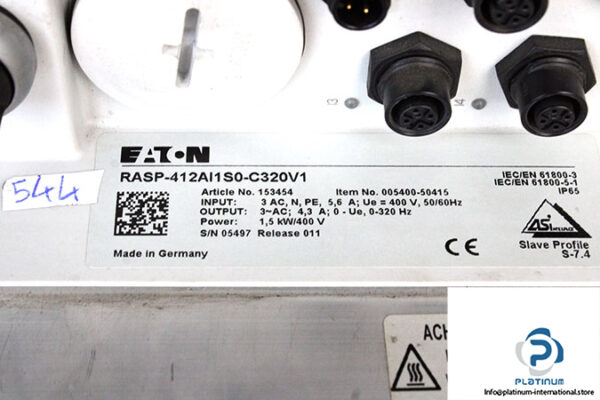 EATON
RASP-412AI1S0-C320V1
Article No. 153454 Item No. 005400-50415
INPUT: 3 AC, N, PE, 5,6 A; Ue = 400 V, 50/60Hz
OUTPUT: 3~AC; 4,3 A; 0 - Ue, 0-320 Hz
Power: 1,5 kW/400 V
S/N 05497 Release 011
Made in Germany
IEC/EN 61800-3
IEC/EN 61800-5-1
IP65
CE
Slave Profile
S-7.4
544
ACH
PLATINUM
https://platinum-international.store